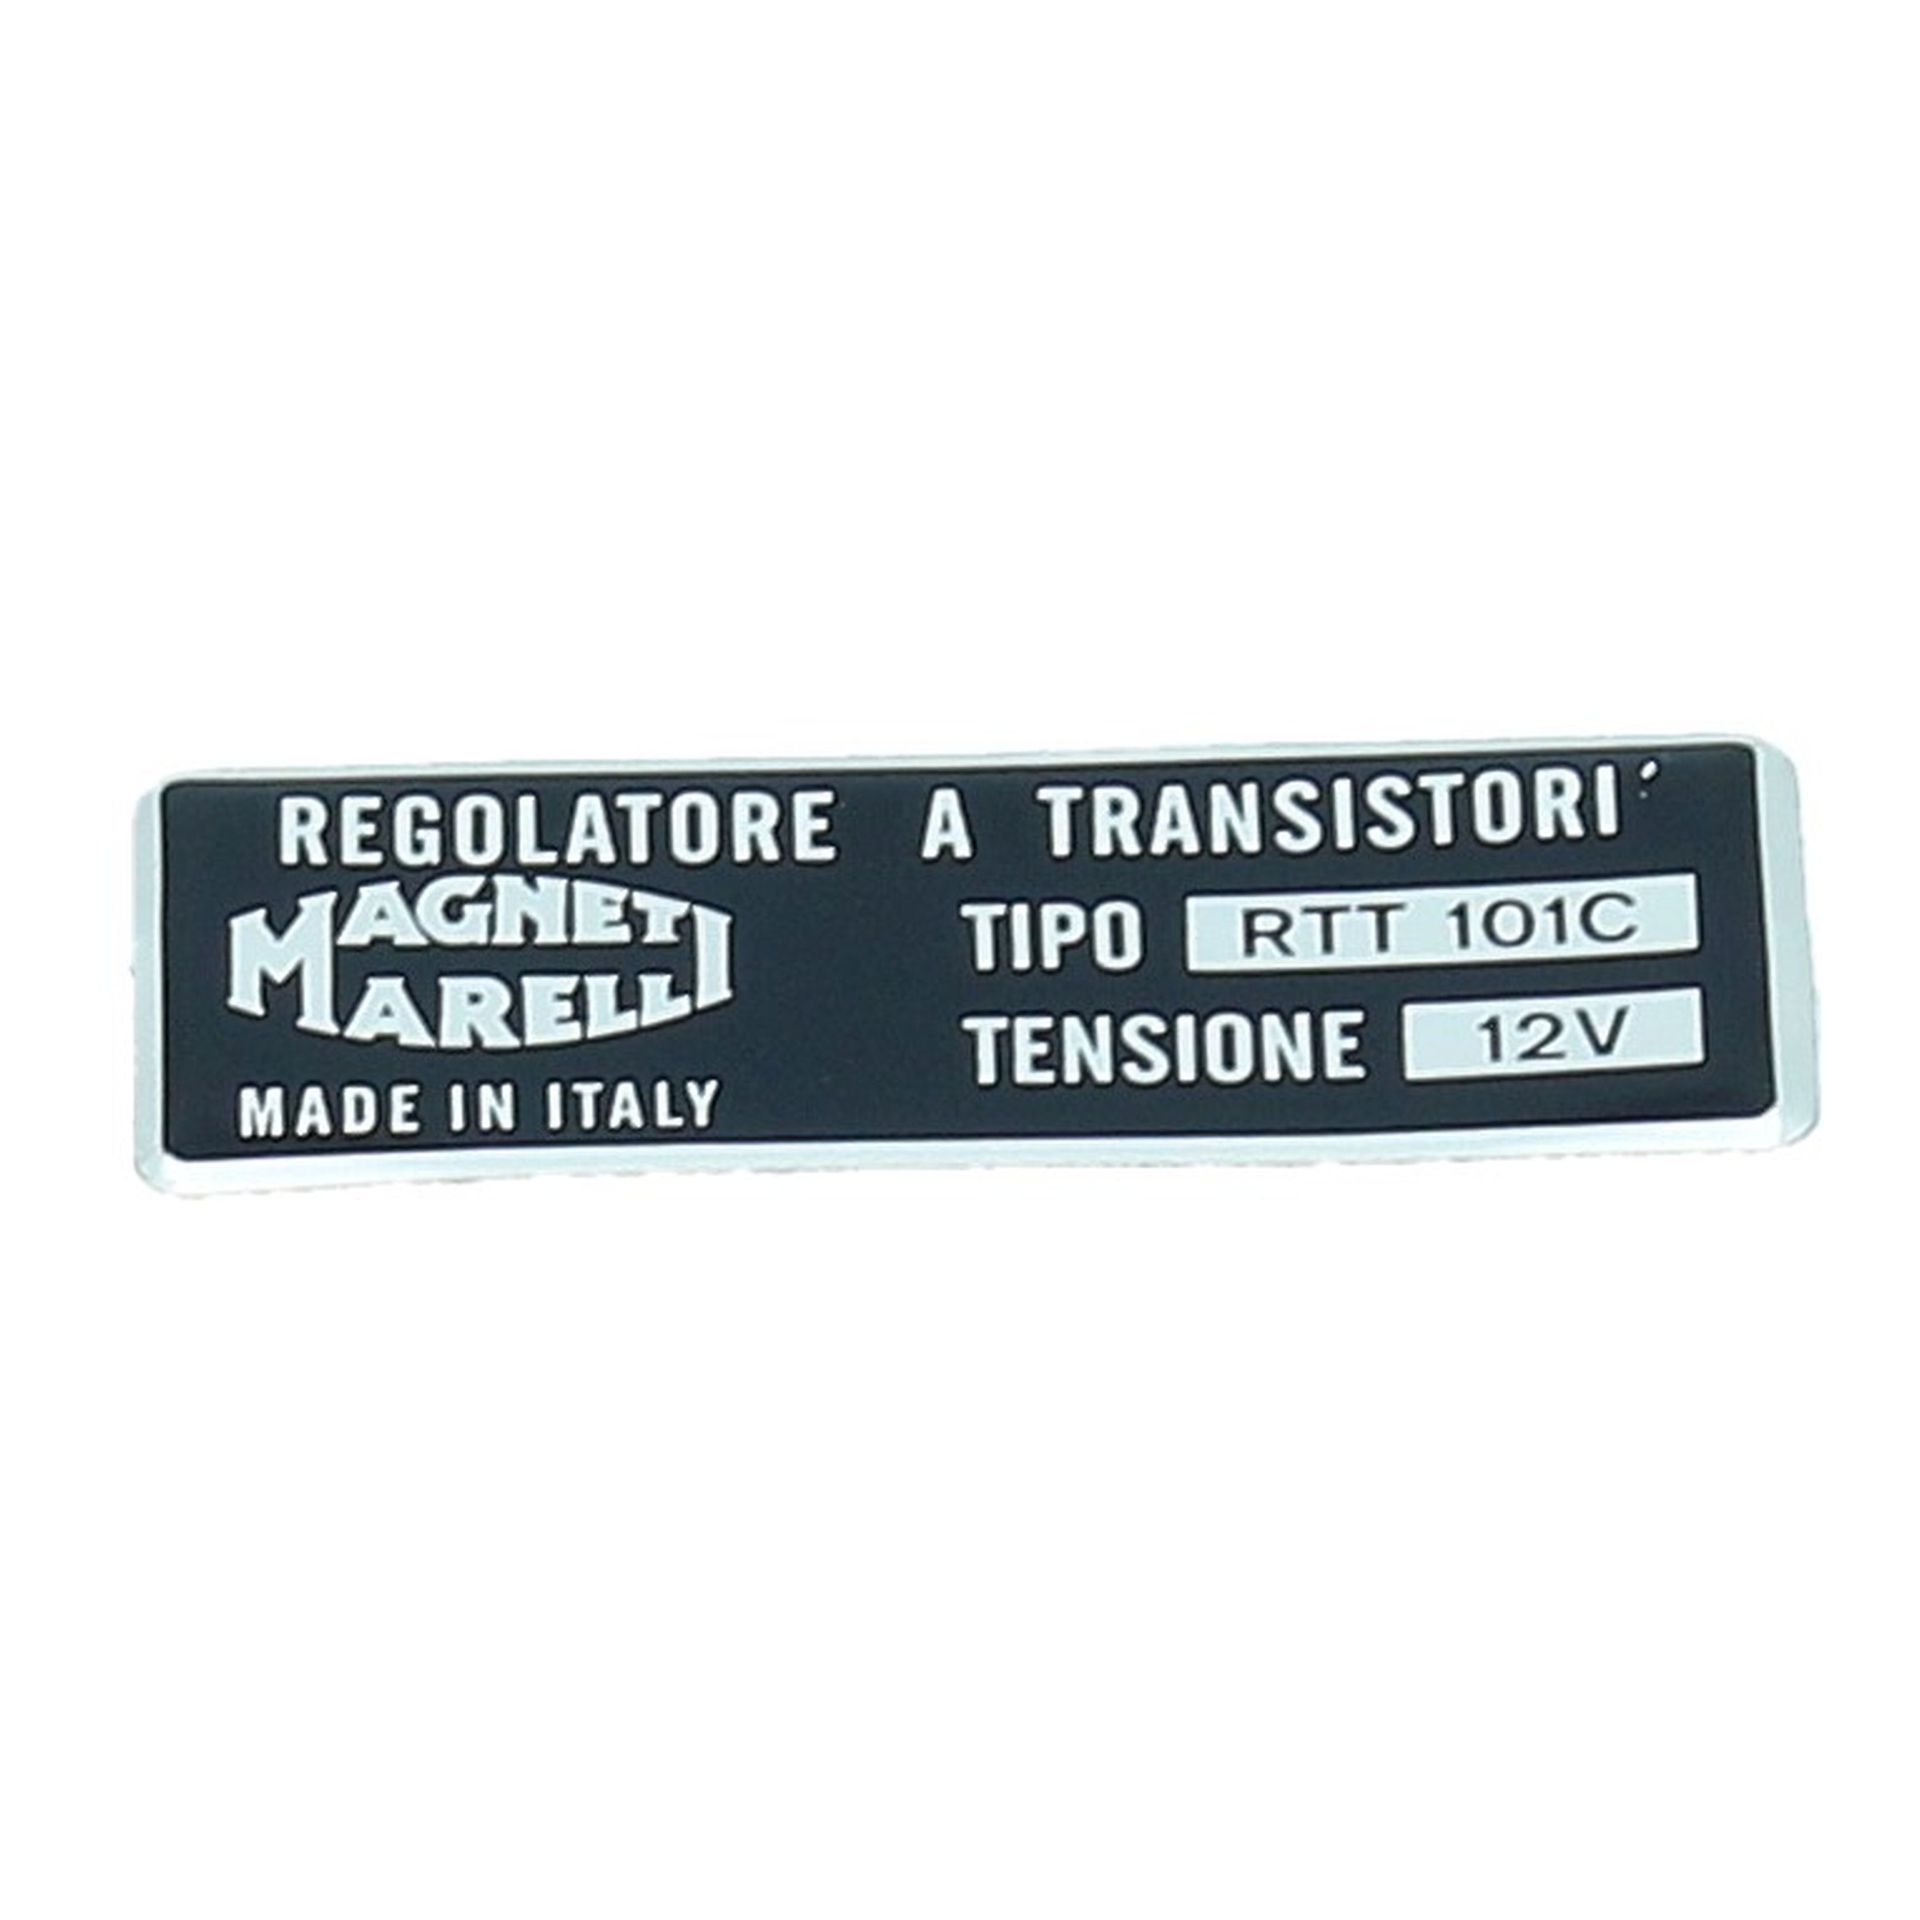 REGOLATORE A TRANSISTORI
MAGNETI
MARELLI
TIPO RTT 101C
TENSIONE 12V
MADE IN ITALY